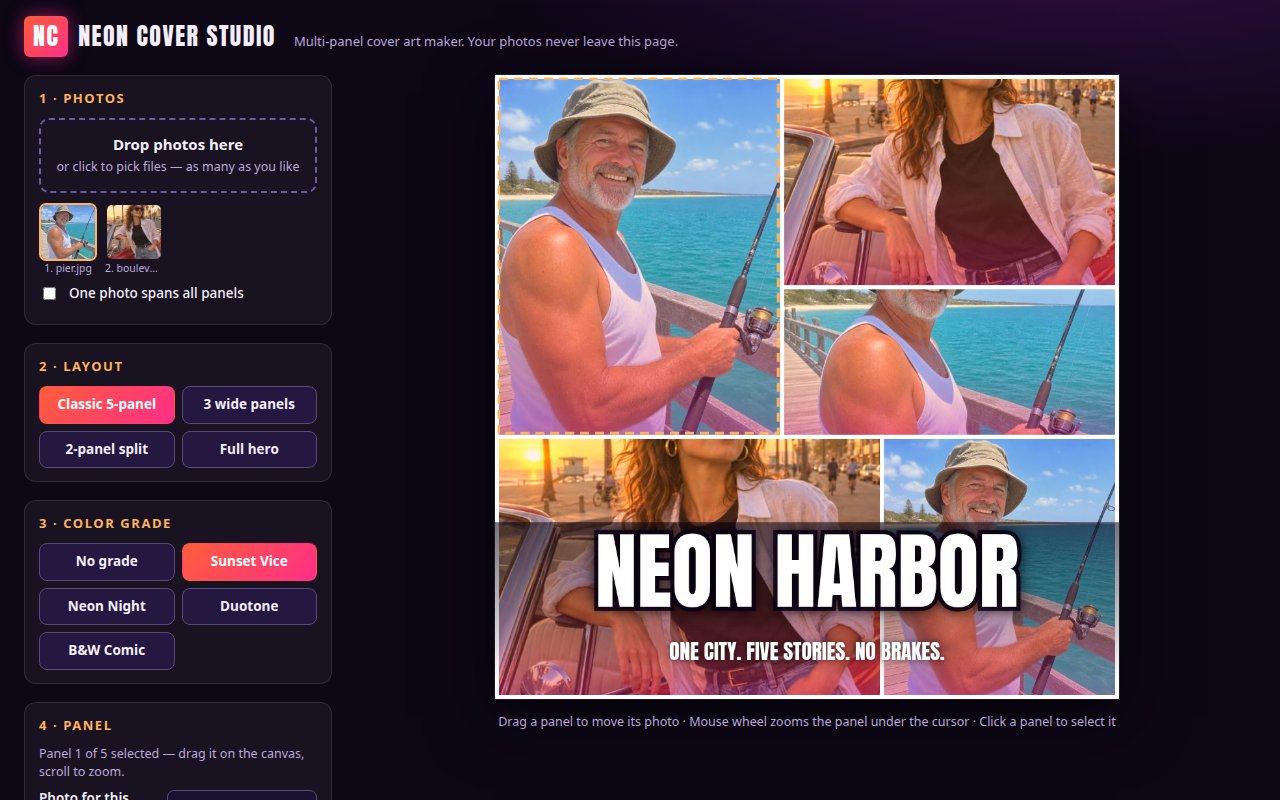 NC
NEON COVER STUDIO
Multi-panel cover art maker. Your photos never leave this page.
1 · PHOTOS
Drop photos here
or click to pick files — as many as you like
1. pier.jpg
2. boulev...
One photo spans all panels
2 · LAYOUT
Classic 5-panel
3 wide panels
2-panel split
Full hero
3 · COLOR GRADE
No grade
Sunset Vice
Neon Night
Duotone
B&W Comic
4 · PANEL
Panel 1 of 5 selected — drag it on the canvas,
scroll to zoom.
Photo for this
NEON HARBOR
ONE CITY. FIVE STORIES. NO BRAKES.
Drag a panel to move its photo · Mouse wheel zooms the panel under the cursor · Click a panel to select it